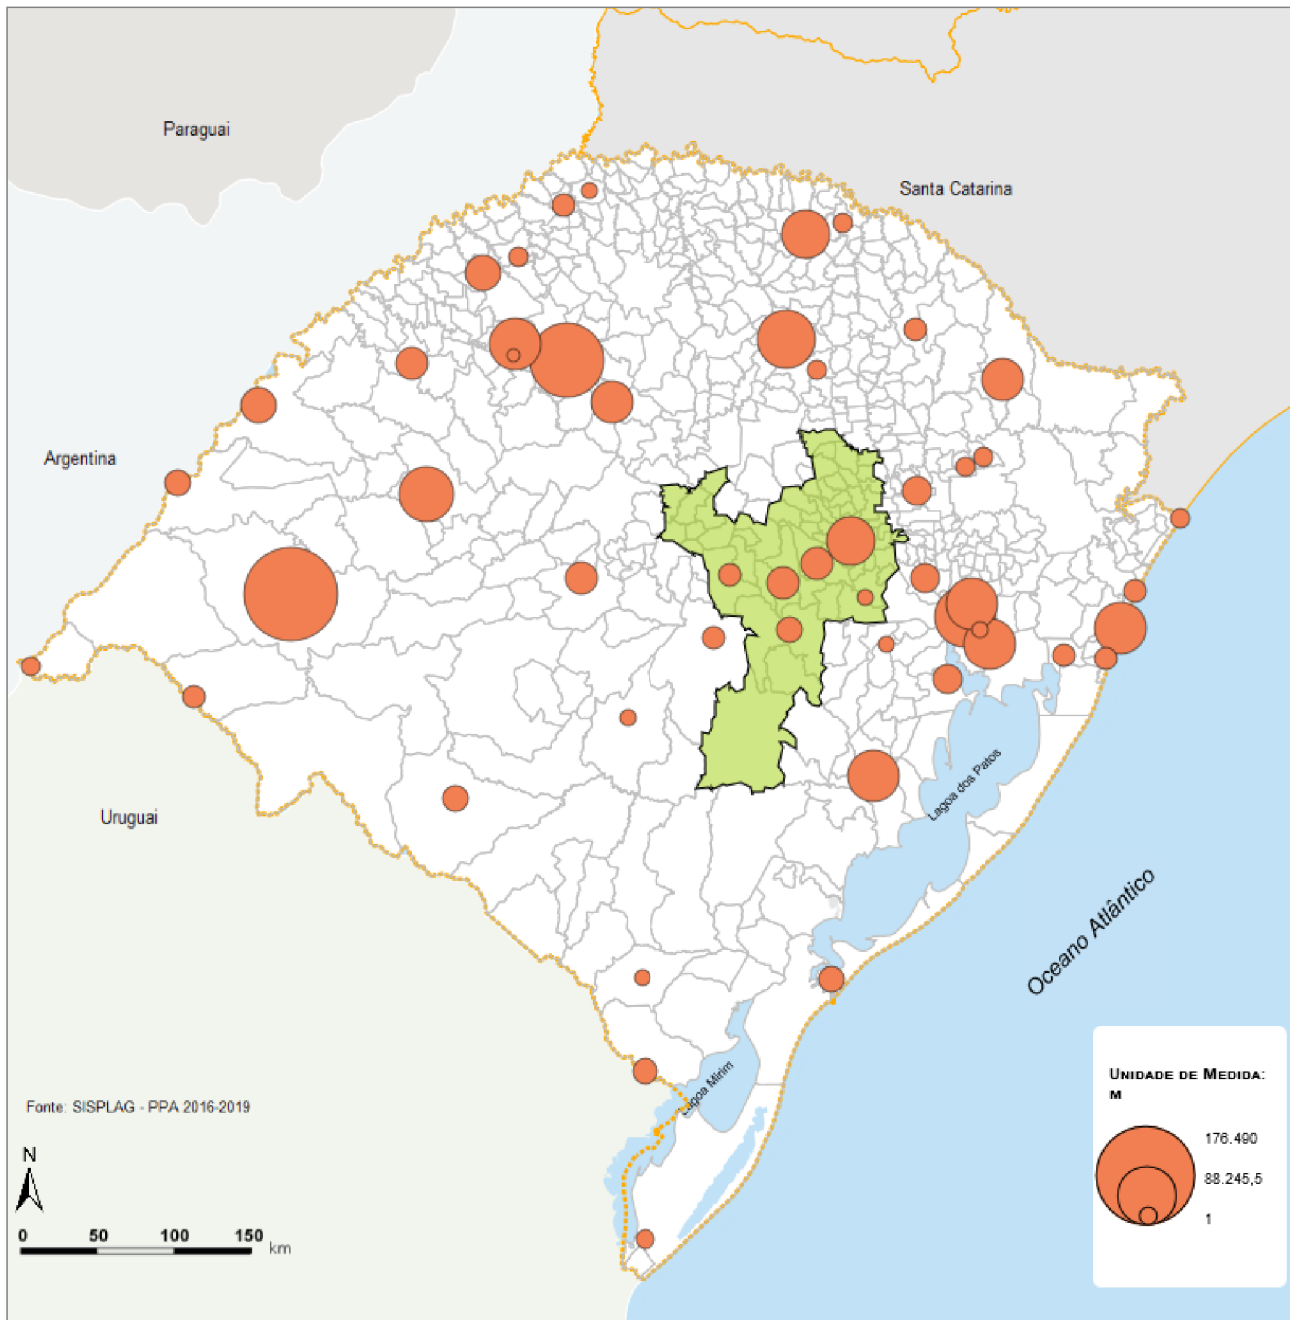 Paraguai
Santa Catarina
Argentina
Lagoa dos Patos
Uruguai
Oceano Atlântico
Lagoa Mirim
UNIDADE DE MEDIDA:
M
176.490
88.245,5
1
Fonte: SISPLAG - PPA 2016-2019
N
0 50 100 150
km